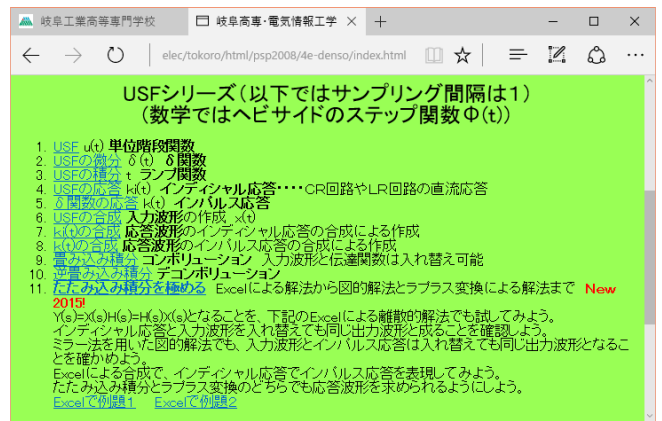 岐阜工業高等専門学校
岐阜高専・電気情報工学
elec/tokoro/html/psp2008/4e-denso/index.html
USFシリーズ(以下ではサンプリング間隔は1)
(数学ではヘビサイドのステップ関数Φ(t))
1. USF u(t) 単位階段関数
2. USFの微分 δ(t) δ関数
3. USFの積分 t ランプ関数
4. USFの応答 ki(t) インディシャル応答‥‥CR回路やLR回路の直流応答
5. δ関数の応答 k(t) インパルス応答
6. USFの合成 入力波形の作成 x(t)
7. ki(t)の合成 応答波形のインディシャル応答の合成による作成
8. k(t)の合成 応答波形のインパルス応答の合成による作成
9. 畳み込み積分 コンボリューション 入力波形と伝達関数は入れ替え可能
10. 逆畳み込み積分 デコンボリューション
11. たたみ込み積分を極める Excelによる解法から図的解法とラプラス変換による解法まで New
2015!
Y(s)=X(s)H(s)=H(s)X(s)となることを、下記のExcelによる離散的解法でも試してみよう。
インディシャル応答と入力波形を入れ替えても同じ出力波形と成ることを確認しよう。
ミラー法を用いた図的解法でも、入力波形とインパルス応答は入れ替えても同じ出力波形となるこ
とを確かめよう。
Excelによる合成で、インディシャル応答でインパルス応答を表現してみよう。
たたみ込み積分とラプラス変換のどちらでも応答波形を求められるようにしよう。
Excelで例題1 Excelで例題2